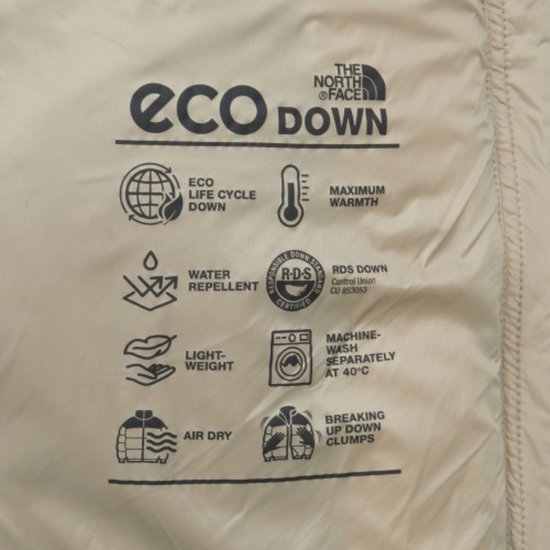 THE
NORTH
®FACE
eco DOWN
ECO
LIFE CYCLE
DOWN
MAXIMUM
WARMTH
WATER
REPELLENT
RESPONSIBLE DOWN STANDARD
R·D·S
CERTIFIED
RDS DOWN
Control Union
CU 853053
LIGHT-
WEIGHT
MACHINE-
WASH
SEPARATELY
AT 40°C
AIR DRY
BREAKING
UP DOWN
CLUMPS